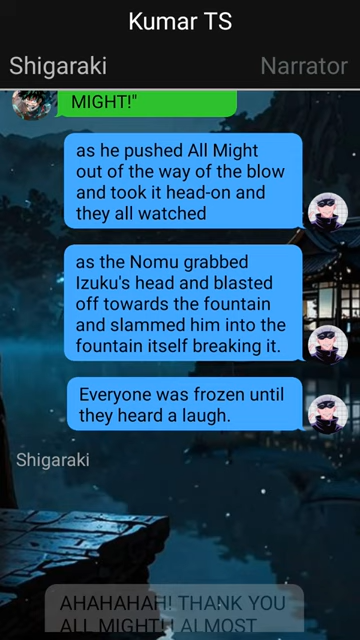 Kumar TS
Shigaraki
Narrator
MIGHT!"
as he pushed All Might
out of the way of the blow
and took it head-on and
they all watched
as the Nomu grabbed
Izuku's head and blasted
off towards the fountain
and slammed him into the
fountain itself breaking it.
Everyone was frozen until
they heard a laugh.
Shigaraki
AHAHAHAH! THANK YOU
ALL MIGHT! ALMOST